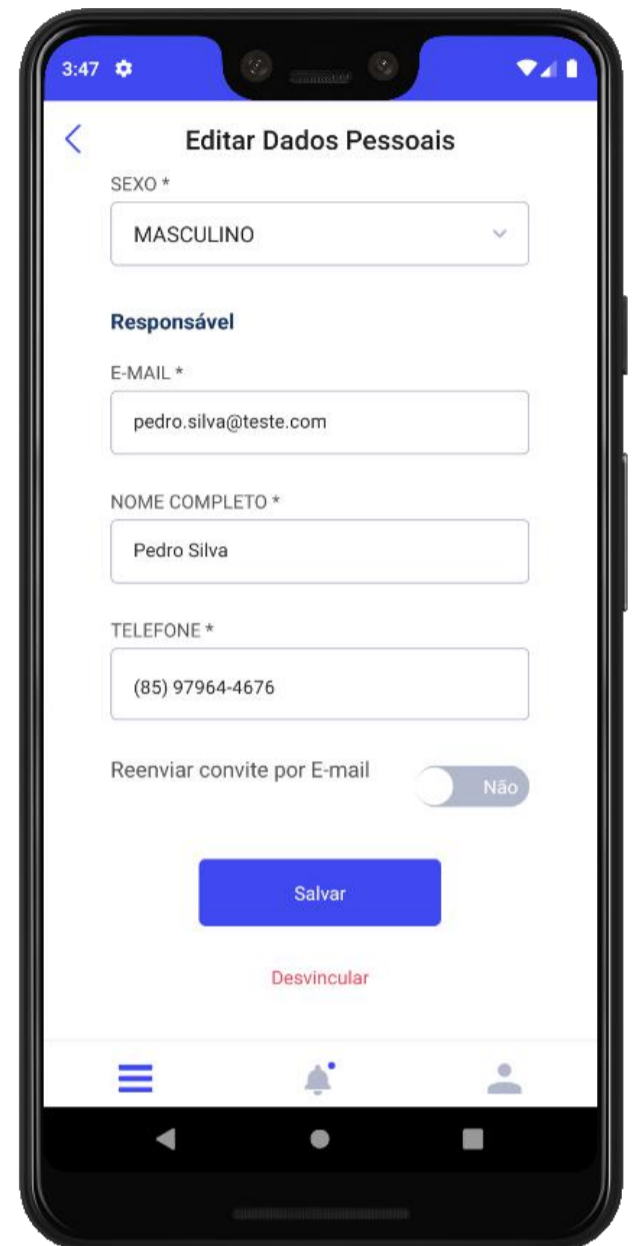 3:47
Editar Dados Pessoais
SEXO *
MASCULINO
Responsável
E-MAIL *
pedro.silva@teste.com
NOME COMPLETO *
Pedro Silva
TELEFONE *
(85) 97964-4676
Reenviar convite por E-mail
Não
Salvar
Desvincular